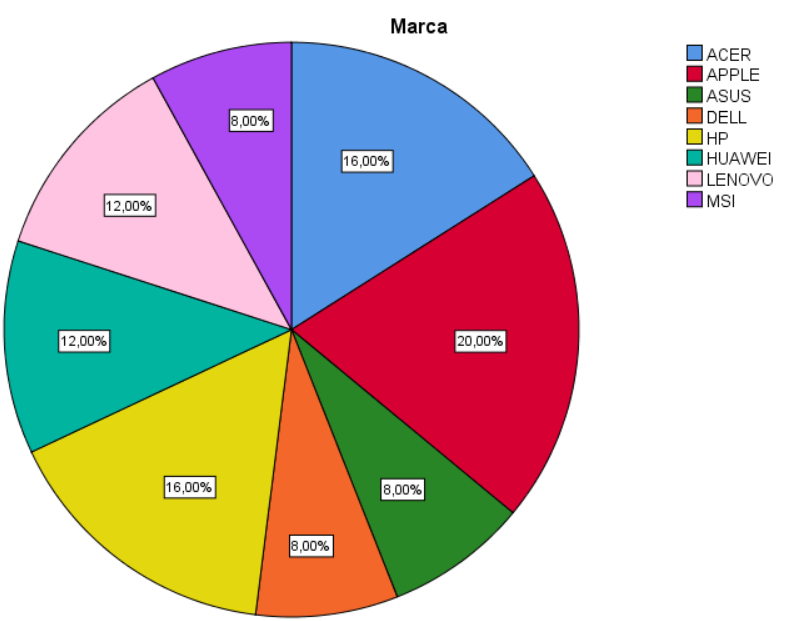 Marca
ACER
APPLE
ASUS
DELL
HP
HUAWEI
LENOVO
MSI
8,00%
16,00%
12,00%
12,00%
20,00%
16,00%
8,00%
8,00%